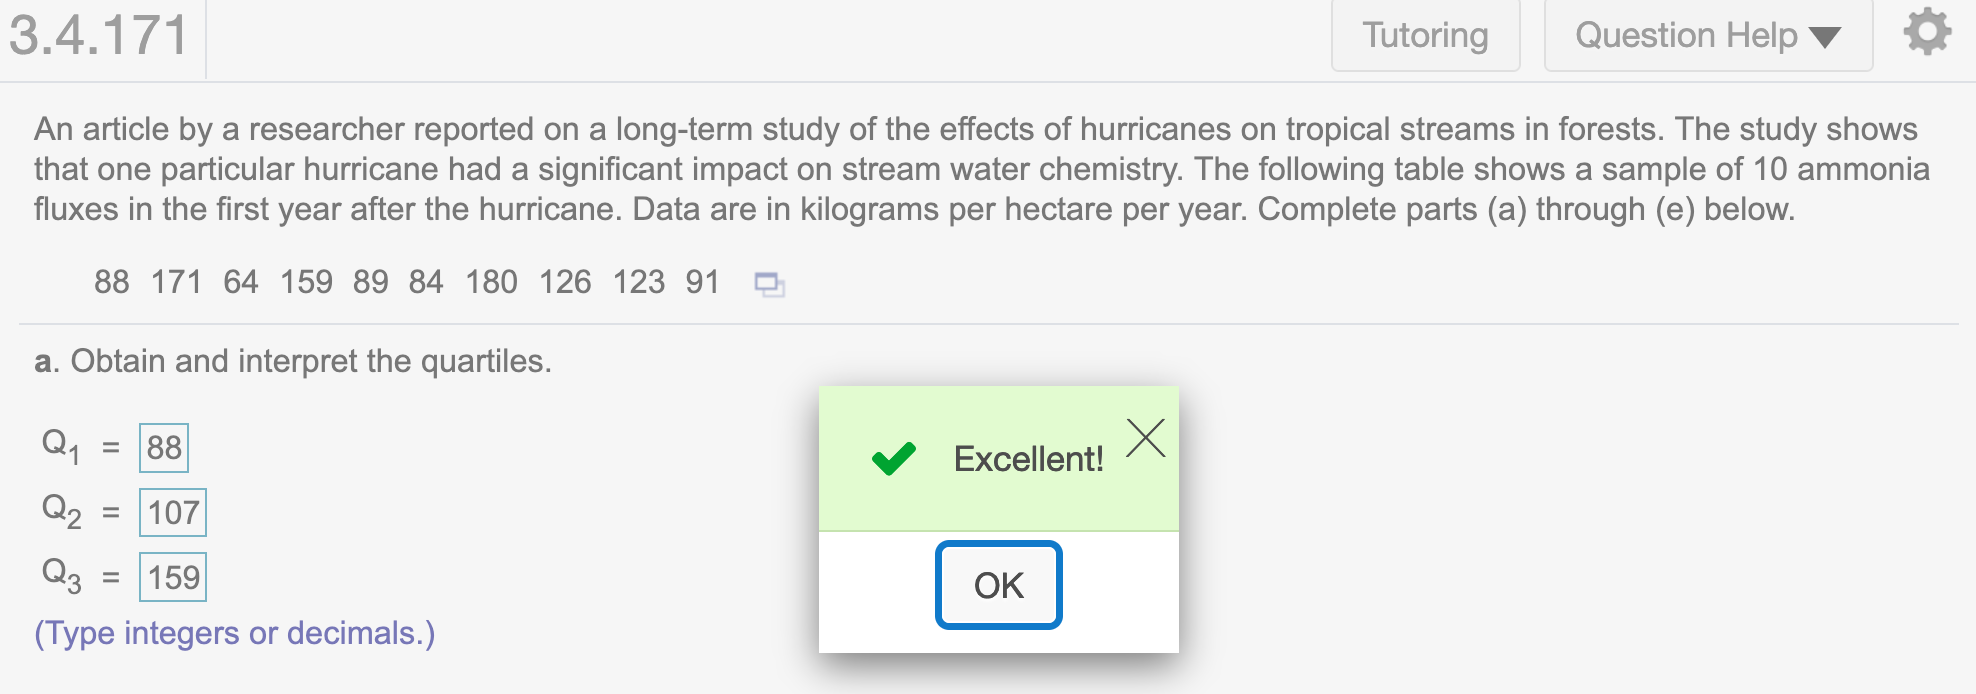 3.4.171
Tutoring
Question Help
An article by a researcher reported on a long-term study of the effects of hurricanes on tropical streams in forests. The study shows
that one particular hurricane had a significant impact on stream water chemistry. The following table shows a sample of 10 ammonia
fluxes in the first year after the hurricane. Data are in kilograms per hectare per year. Complete parts (a) through (e) below.
88 171 64 159 89 84 180 126 123 91
a. Obtain and interpret the quartiles.
Q1 = 88
Q2 = 107
Q3 = 159
(Type integers or decimals.)
Excellent!
OK